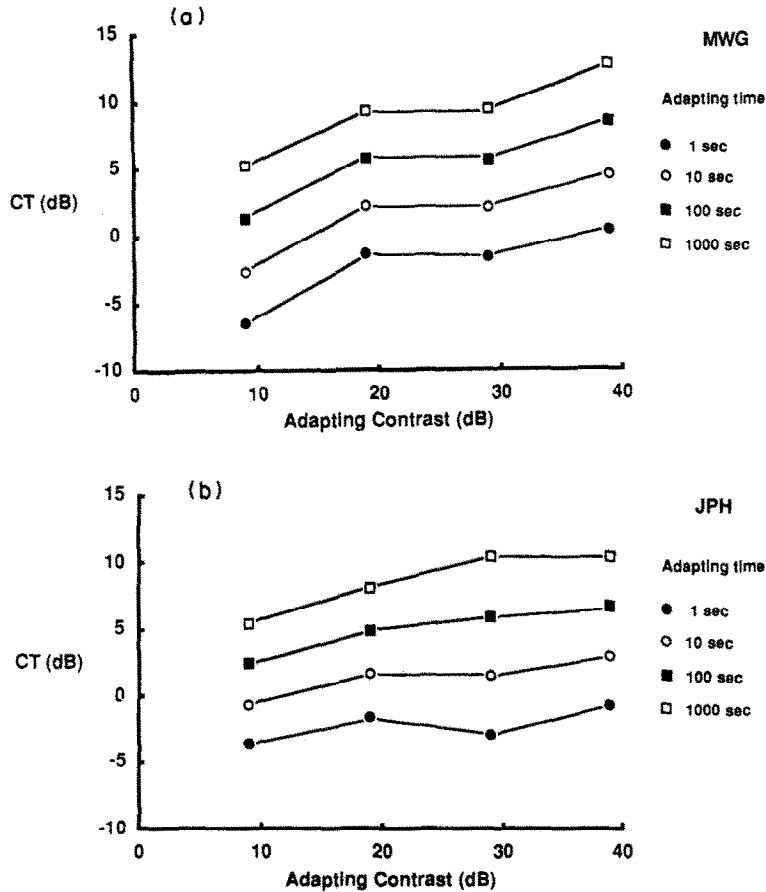 (a)
MWG
15
10
5
0
-5
-10
CT (dB)
0 10 20 30 40
Adapting Contrast (dB)
Adapting time
1 sec
10 sec
100 sec
1000 sec
(b)
JPH
15
10
5
0
-5
-10
CT (dB)
0 10 20 30 40
Adapting Contrast (dB)
Adapting time
1 sec
10 sec
100 sec
1000 sec